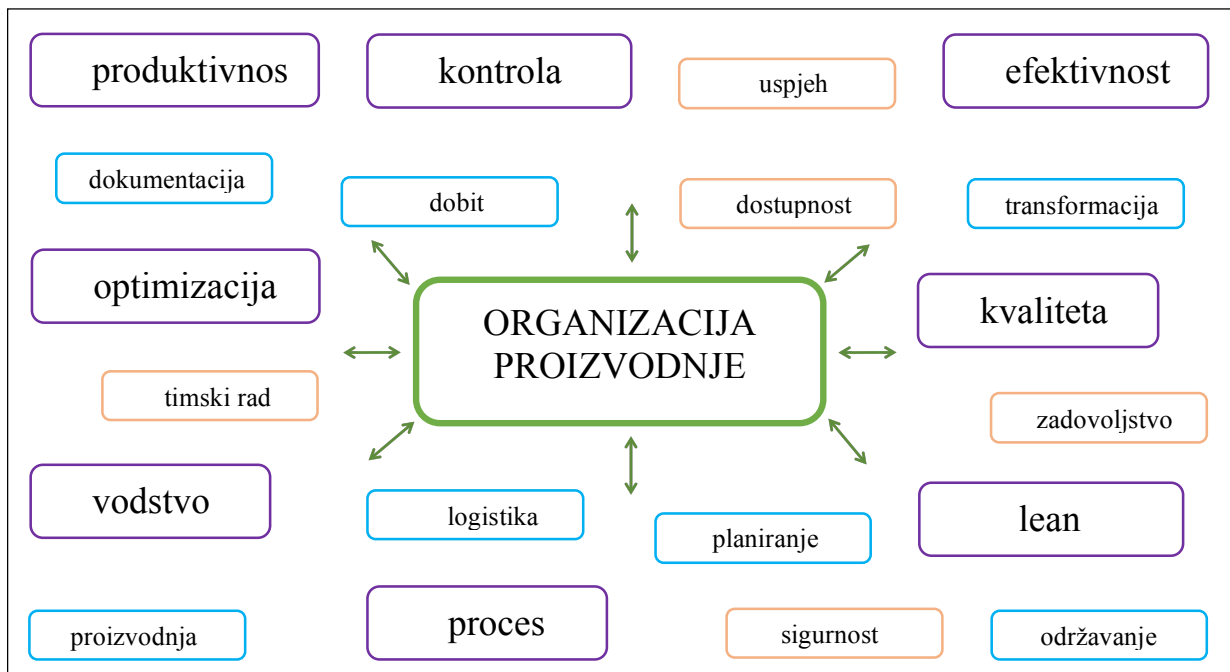 produktivnos
kontrola
uspjeh
efektivnost
dokumentacija
dobit
dostupnost
transformacija
optimizacija
ORGANIZACIJA
PROIZVODNJE
kvaliteta
timski rad
zadovoljstvo
vodstvo
logistika
planiranje
lean
proizvodnja
proces
sigurnost
održavanje